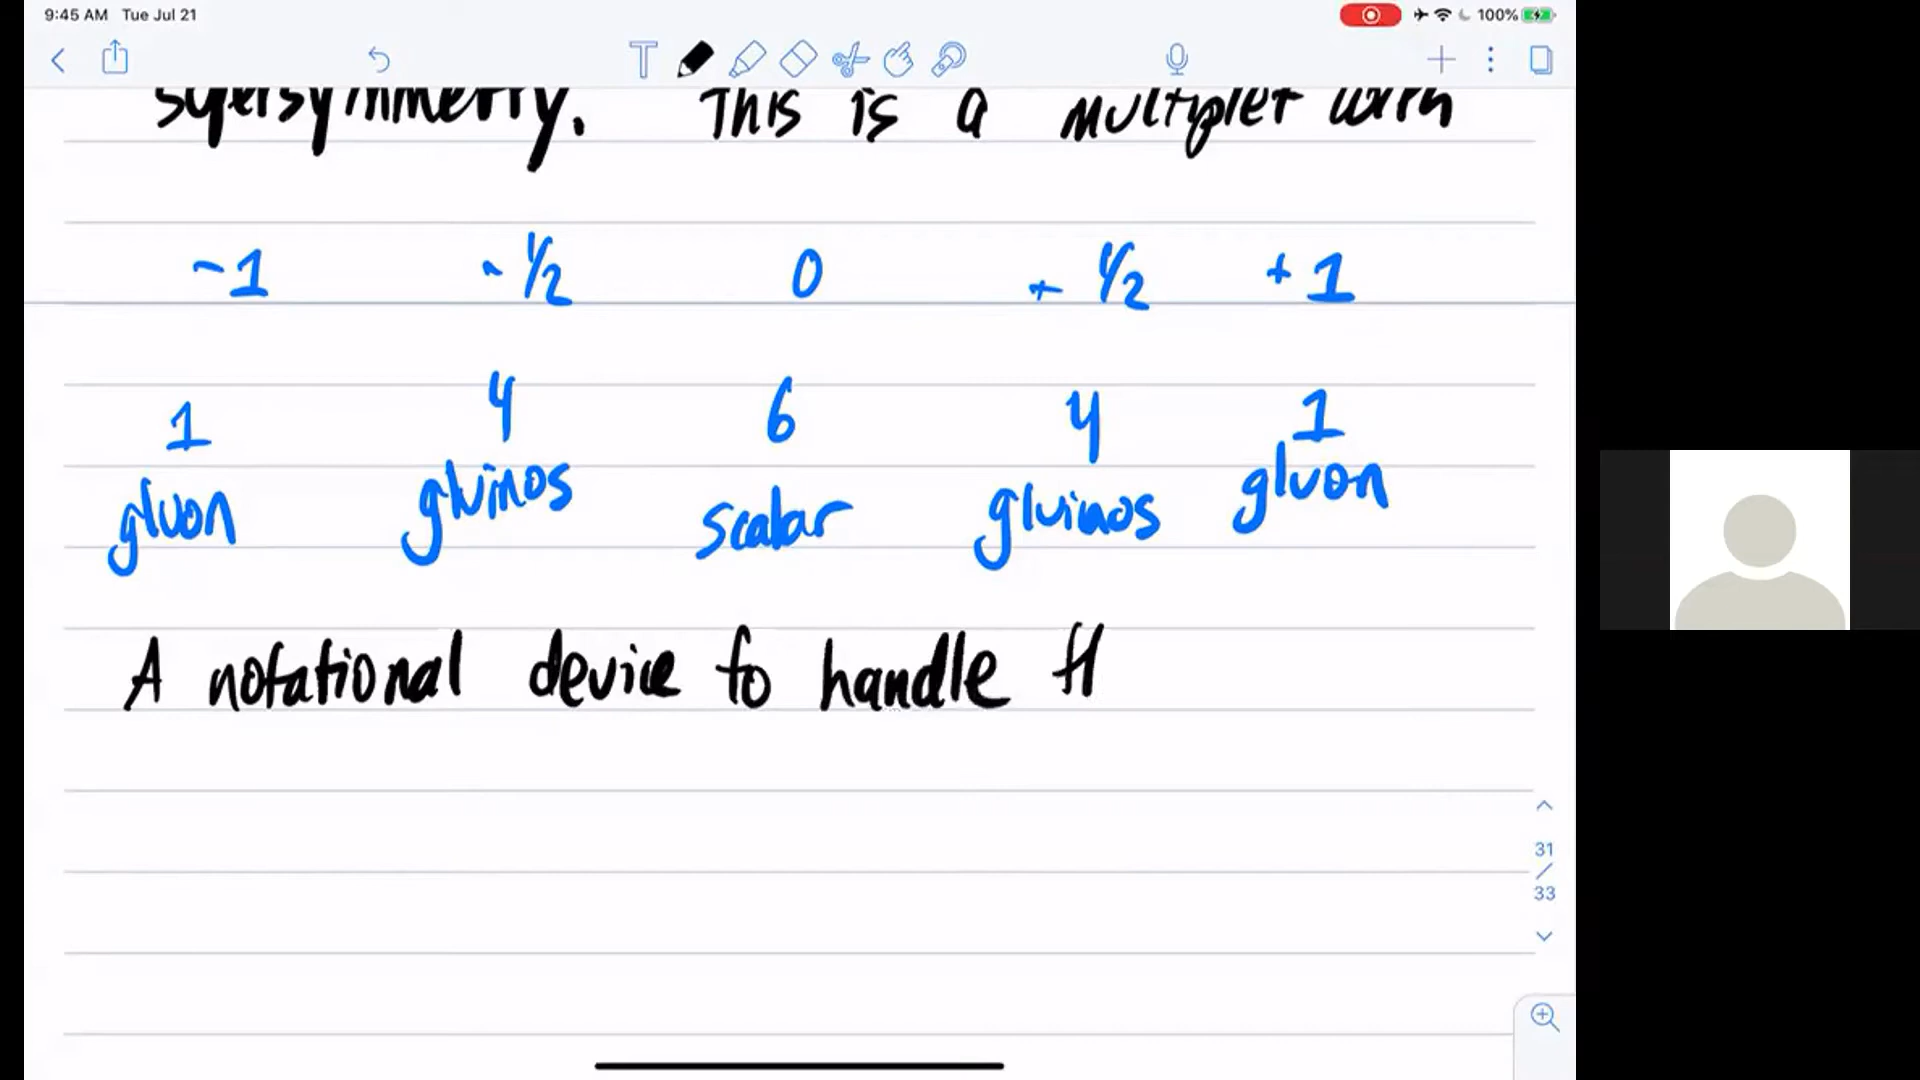 9:45 AM Tue Jul 21
100%
T
supersymmetry. This is a multiplet with
-1 -1/2 0 + 1/2 +1
1 4 6 4 1
gluon gluinos scalar gluinos gluon
A notational device to handle th
31
/
33